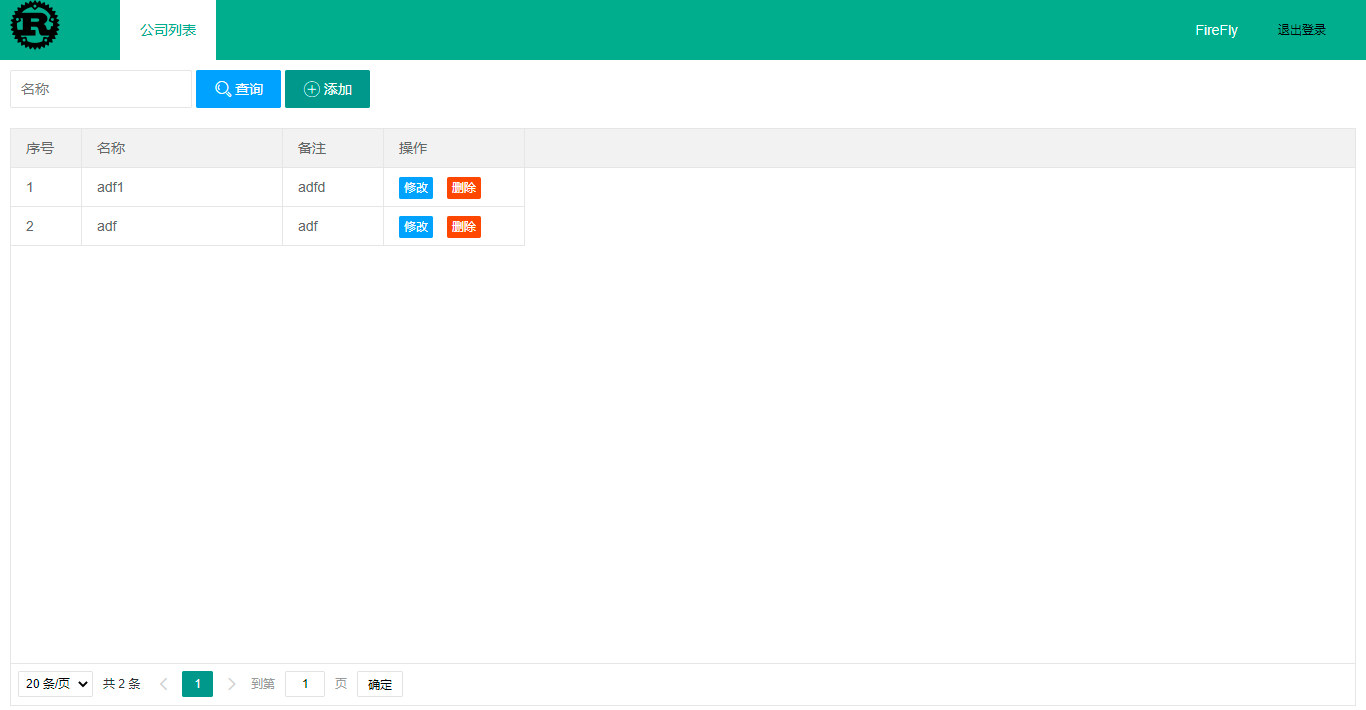 R 公司列表 FireFly 退出登录
名称 查询 添加
序号 名称 备注 操作
1 adf1 adfd 修改 删除
2 adf adf 修改 删除
20 条/页 共 2 条 1 到第 1 页 确定